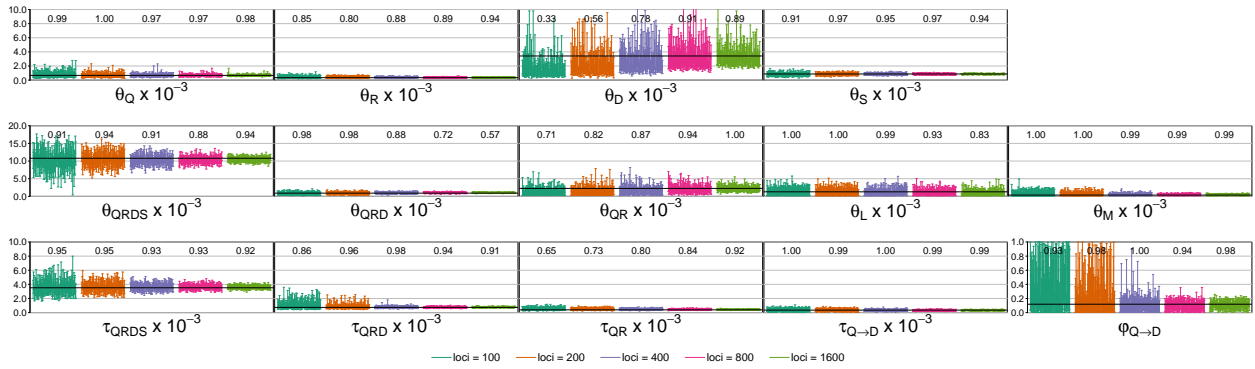 10.0 0.99 1.00 0.97 0.97 0.98 0.85 0.80 0.88 0.89 0.94 0.33 0.56 0.78 0.91 0.89 0.91 0.97 0.95 0.97 0.94
8.0
6.0
4.0
2.0
0.0
θQ x 10⁻³ θR x 10⁻³ θD x 10⁻³ θS x 10⁻³
20.0 0.91 0.94 0.91 0.88 0.94 0.98 0.98 0.88 0.72 0.57 0.71 0.82 0.87 0.94 1.00 1.00 1.00 0.99 0.93 0.83 1.00 1.00 0.99 0.99 0.99
15.0
10.0
5.0
0.0
θQRDS x 10⁻³ θQRD x 10⁻³ θQR x 10⁻³ θL x 10⁻³ θM x 10⁻³
10.0 0.95 0.95 0.93 0.93 0.92 0.86 0.96 0.98 0.94 0.91 0.65 0.73 0.80 0.84 0.92 1.00 0.99 1.00 0.99 0.99 1.0 0.93 0.98 1.00 0.94 0.98
8.0 0.8
6.0 0.6
4.0 0.4
2.0 0.2
0.0 0.0
τQRDS x 10⁻³ τQRD x 10⁻³ τQR x 10⁻³ τQ→D x 10⁻³ φQ→D
loci = 100 loci = 200 loci = 400 loci = 800 loci = 1600